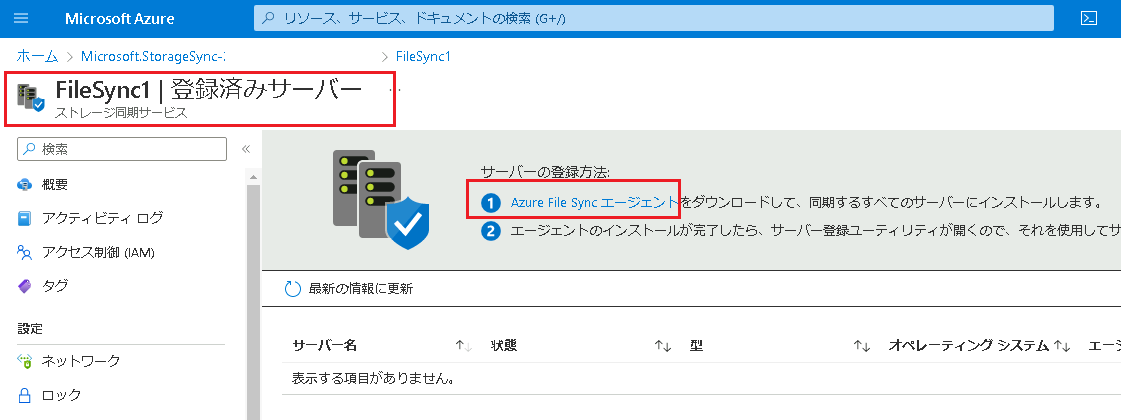 Microsoft Azure
リソース、サービス、ドキュメントの検索 (G+/)
ホーム > Microsoft.StorageSync-2 > FileSync1
FileSync1 | 登録済みサーバー ...
ストレージ同期サービス
検索 «
概要
アクティビティ ログ
アクセス制御 (IAM)
タグ
設定
ネットワーク
ロック
サーバーの登録方法:
1 Azure File Sync エージェントをダウンロードして、同期するすべてのサーバーにインストールします。
2 エージェントのインストールが完了したら、サーバー登録ユーティリティが開くので、それを使用してサ
最新の情報に更新
サーバー名 ↑↓ 状態 ↑↓ 型 ↑↓ オペレーティング システム ↑↓ エー
表示する項目がありません。